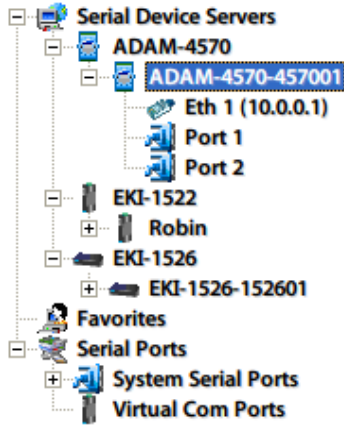 Serial Device Servers
ADAM-4570
ADAM-4570-457001
Eth 1 (10.0.0.1)
Port 1
Port 2
EKI-1522
Robin
EKI-1526
EKI-1526-152601
Favorites
Serial Ports
System Serial Ports
Virtual Com Ports